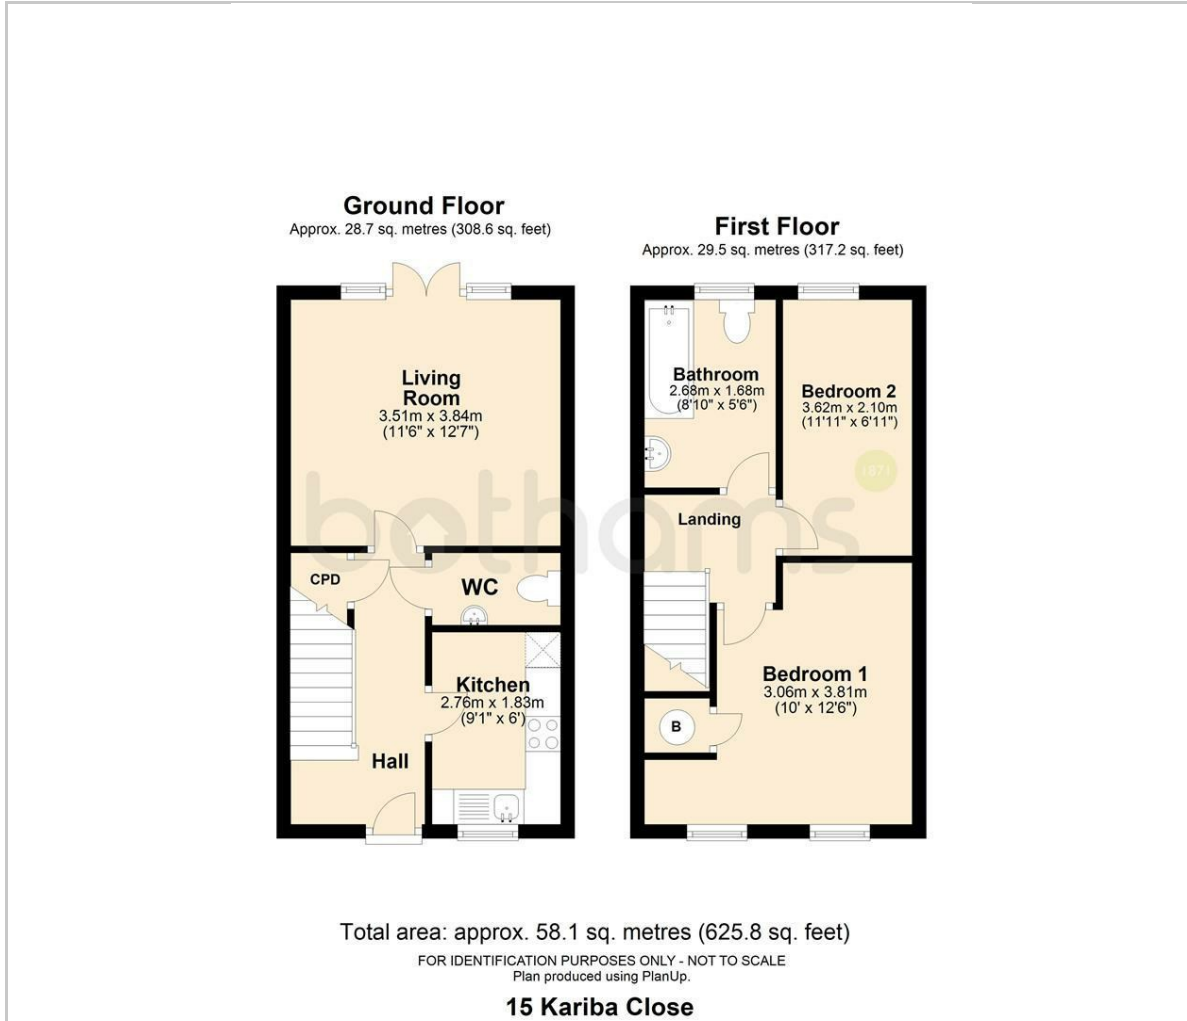 Ground Floor
Approx. 28.7 sq. metres (308.6 sq. feet)
Living
Room
3.51m x 3.84m
(11'6" x 12'7")
CPD
WC
Kitchen
2.76m x 1.83m
(9'1" x 6')
Hall
First Floor
Approx. 29.5 sq. metres (317.2 sq. feet)
Bathroom
2.68m x 1.68m
(8'10" x 5'6")
Bedroom 2
3.62m x 2.10m
(11'11" x 6'11")
1871
Landing
Bedroom 1
3.06m x 3.81m
(10' x 12'6")
B
bothams
Total area: approx. 58.1 sq. metres (625.8 sq. feet)
FOR IDENTIFICATION PURPOSES ONLY - NOT TO SCALE
Plan produced using PlanUp.
15 Kariba Close